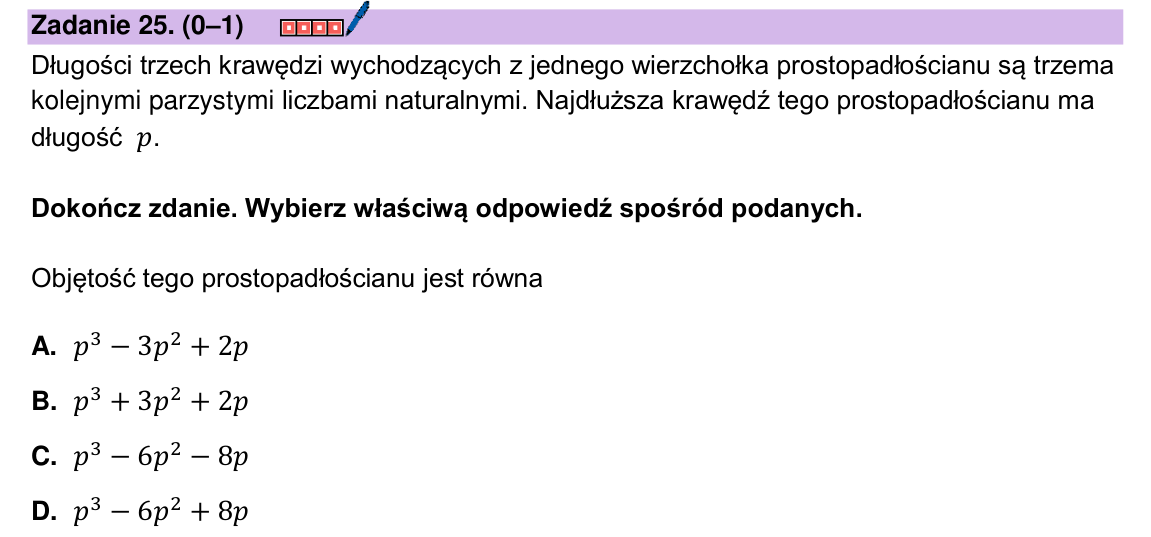 Zadanie 25. (0–1)
Długości trzech krawędzi wychodzących z jednego wierzchołka prostopadłościanu są trzema
kolejnymi parzystymi liczbami naturalnymi. Najdłuższa krawędź tego prostopadłościanu ma
długość p.
Dokończ zdanie. Wybierz właściwą odpowiedź spośród podanych.
Objętość tego prostopadłościanu jest równa
A. p³ − 3p² + 2p
B. p³ + 3p² + 2p
C. p³ − 6p² − 8p
D. p³ − 6p² + 8p